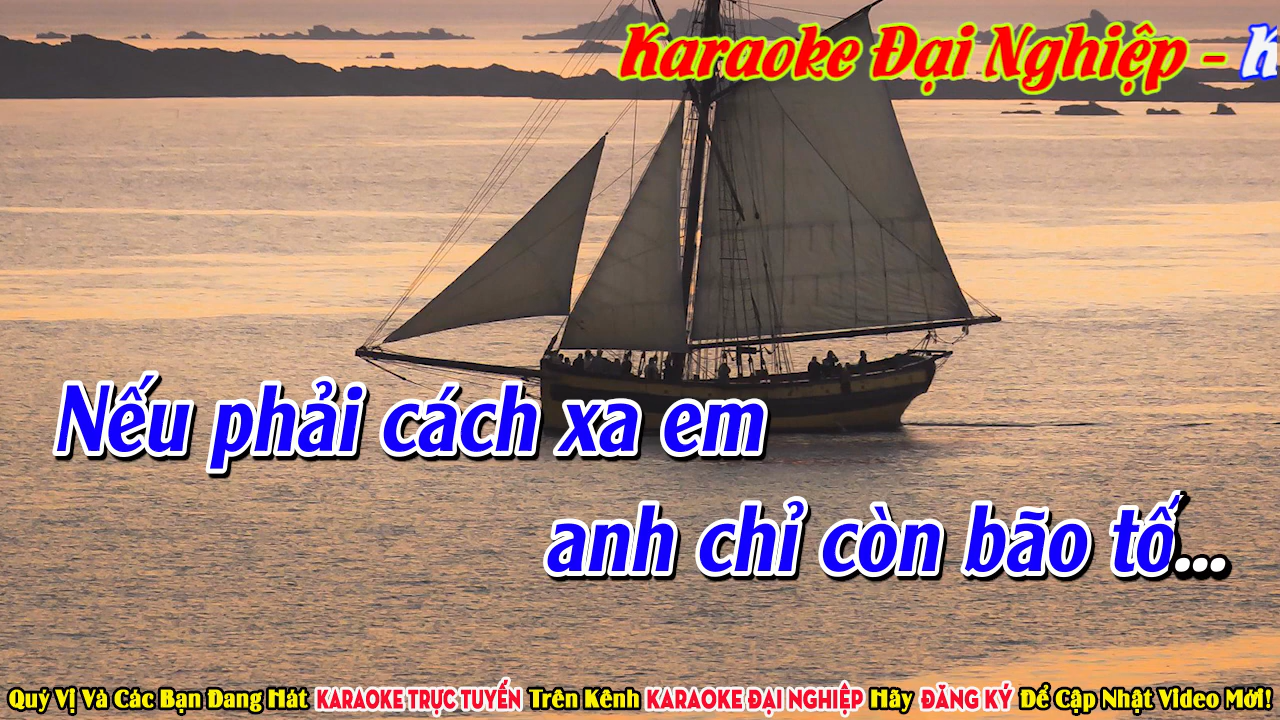 Karaoke Đại Nghiệp - K
Nếu phải cách xa em
anh chỉ còn bão tố...
Quý Vị Và Các Bạn Đang Hát KARAOKE TRỰC TUYẾN Trên Kênh KARAOKE ĐẠI NGHIỆP Hãy ĐĂNG KÝ Để Cập Nhật Video Mới!